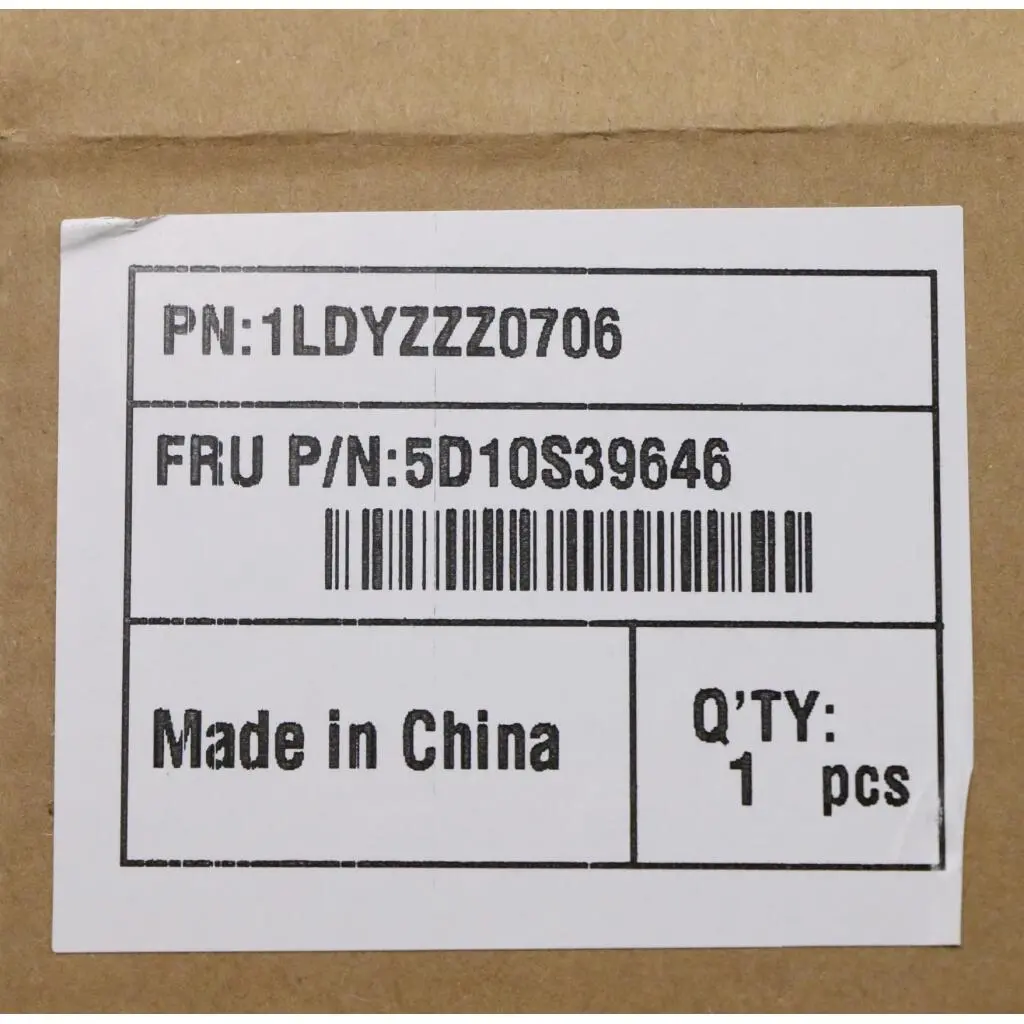 PN:1LDYZZZ0706
FRU P/N:5D10S39646
Made in China
Q'TY:
1 pcs